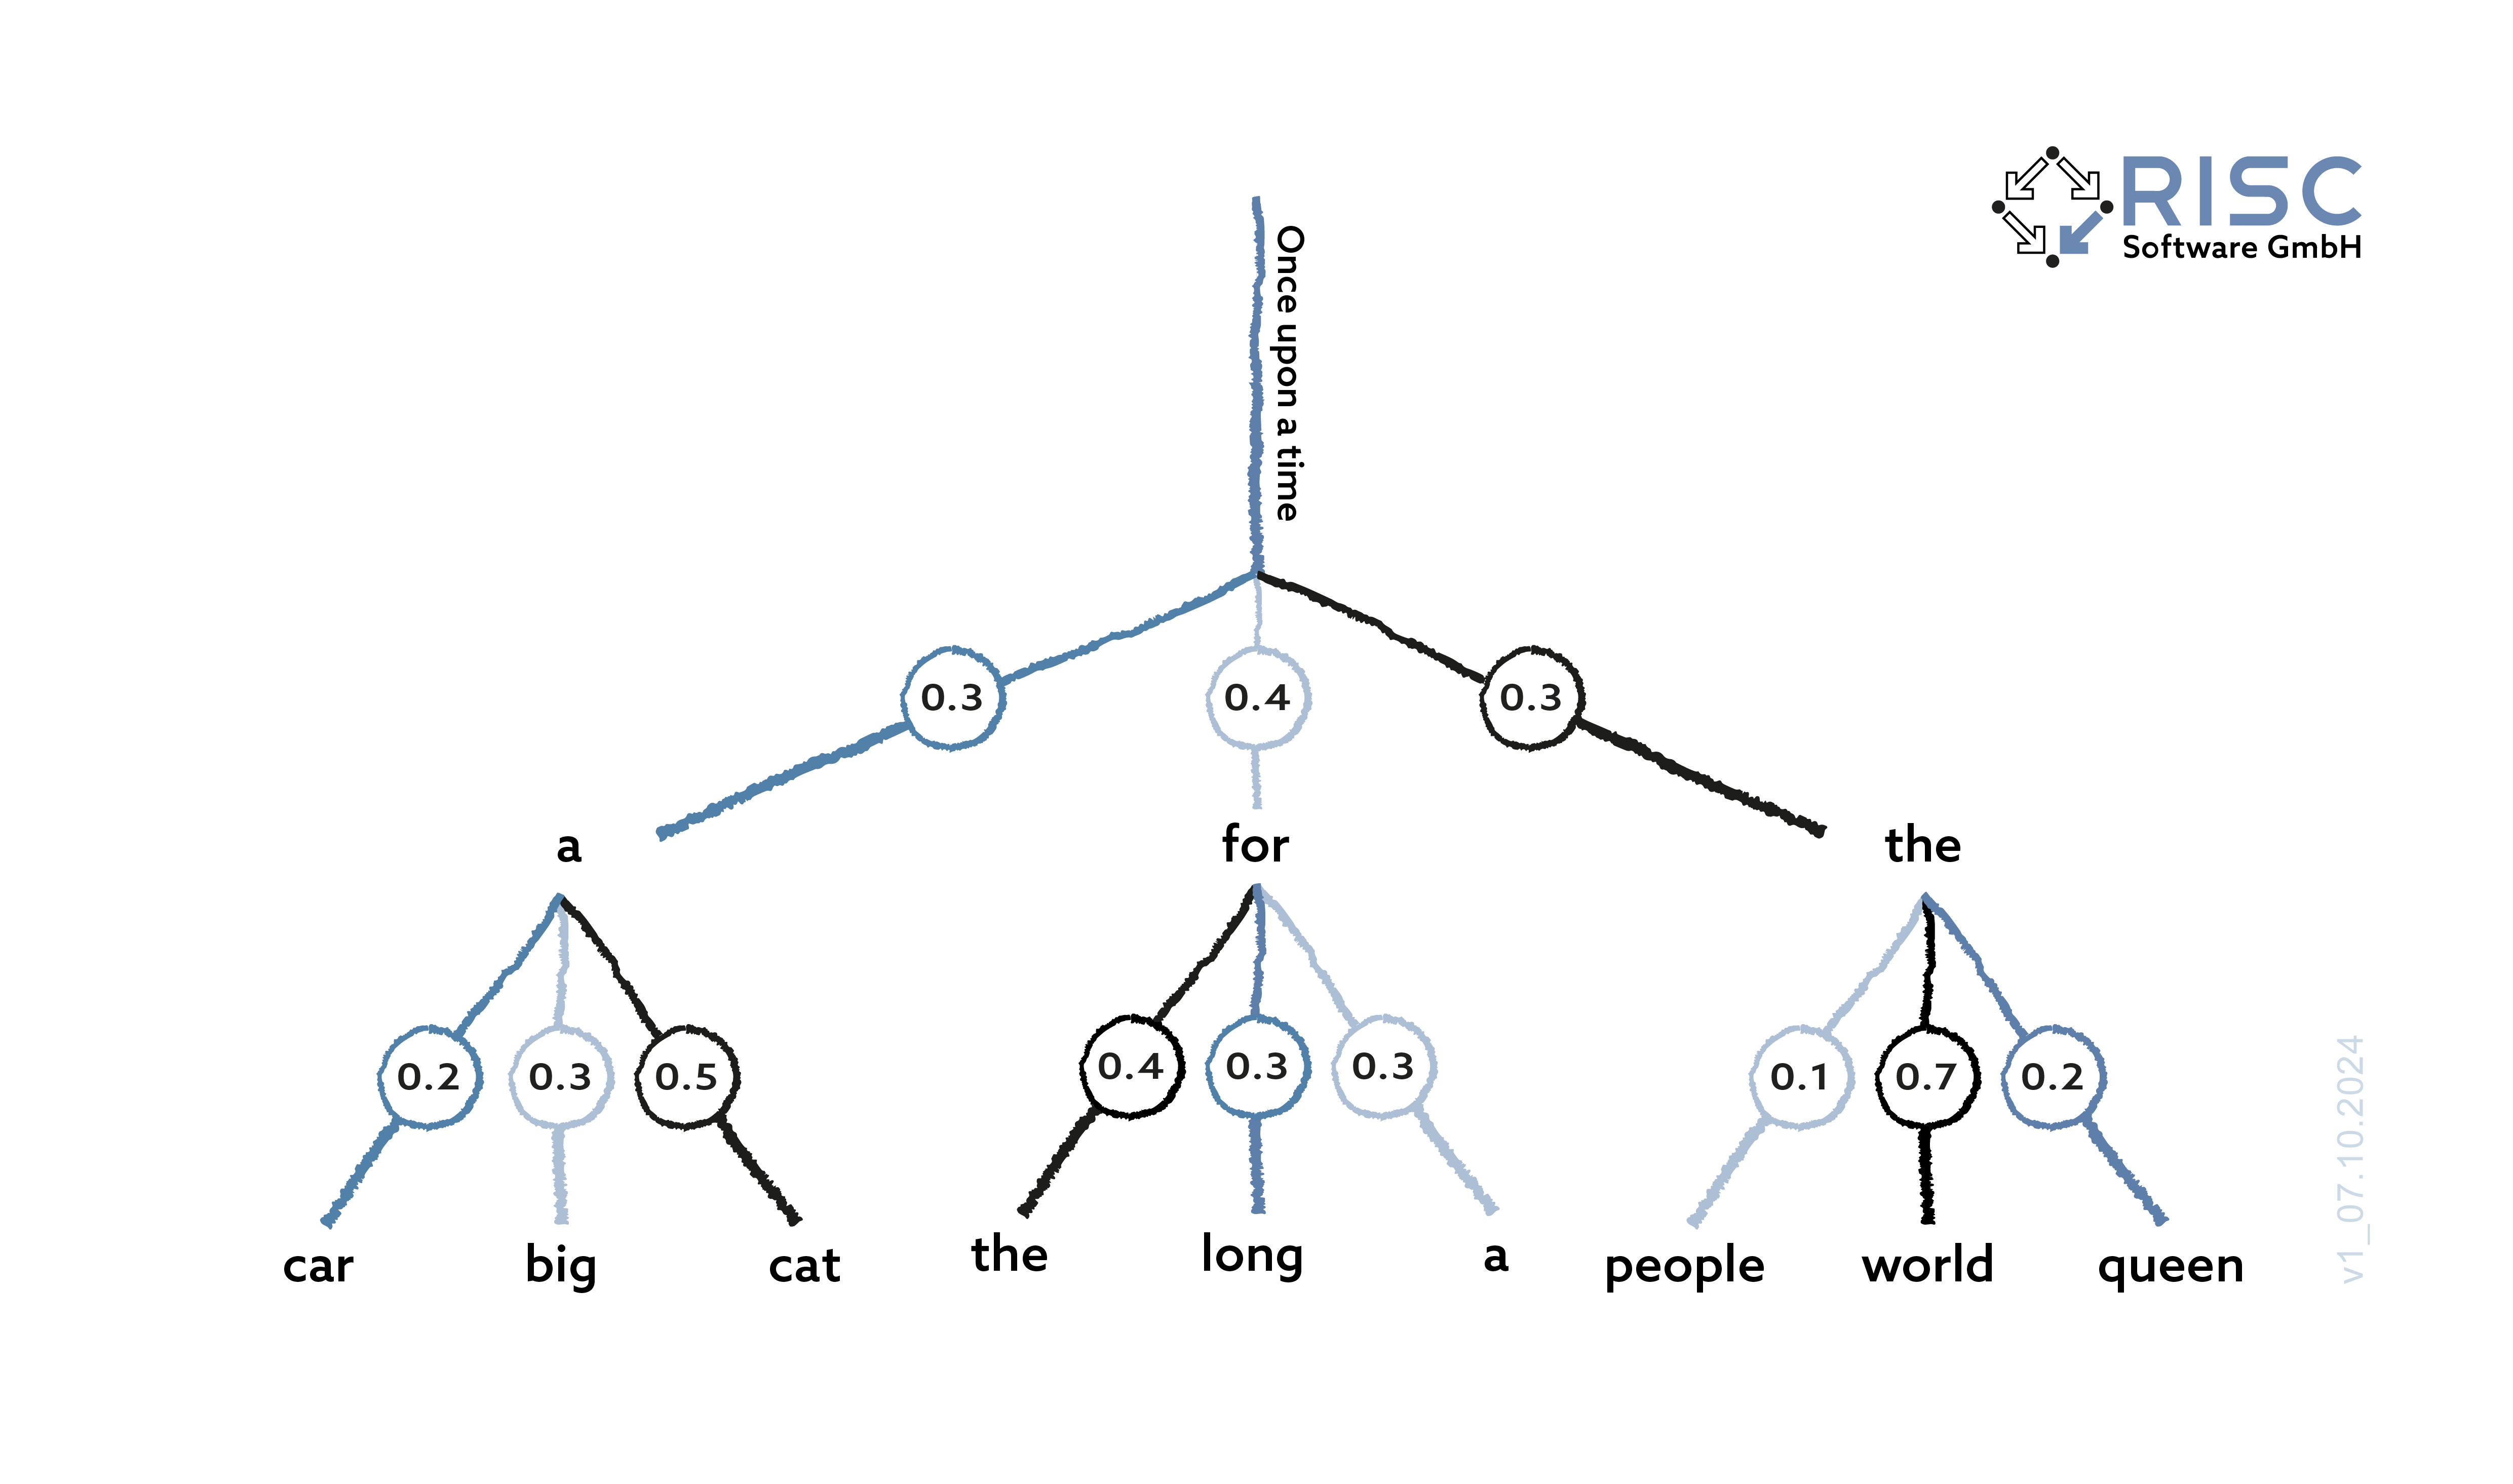 RISC
Software GmbH
Once upon a time
0.3 0.4 0.3
a for the
0.2 0.3 0.5 0.4 0.3 0.3 0.1 0.7 0.2
car big cat the long a people world queen
v1_07.10.2024